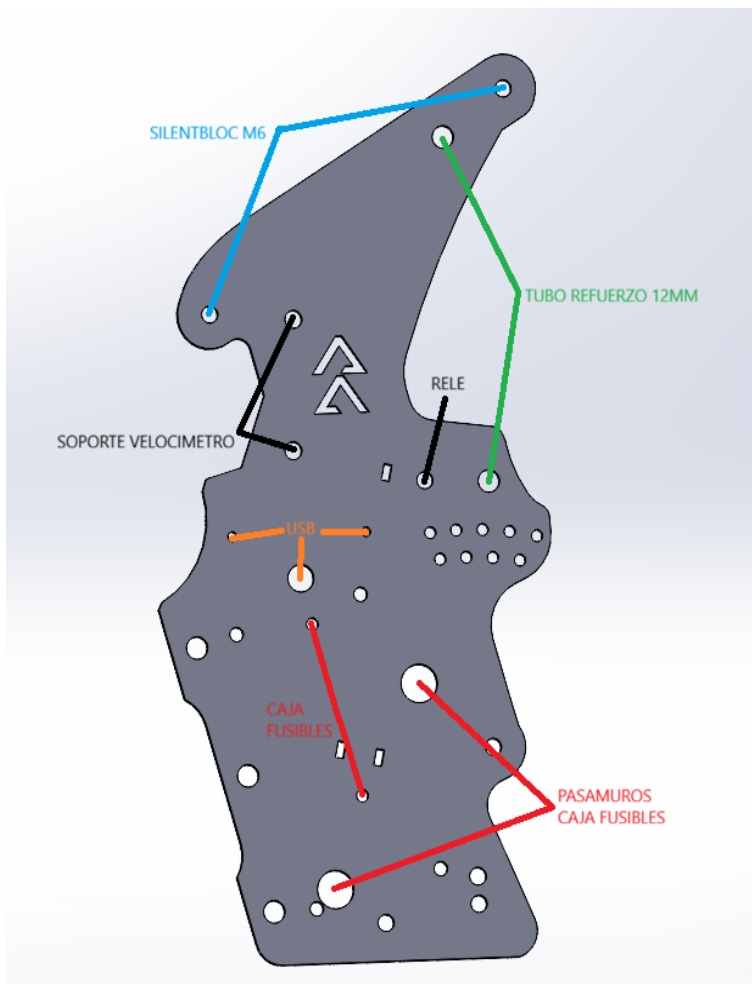 SILENTBLOC M6
TUBO REFUERZO 12MM
RELE
SOPORTE VELOCIMETRO
USB
CAJA
FUSIBLES
PASAMUROS
CAJA FUSIBLES